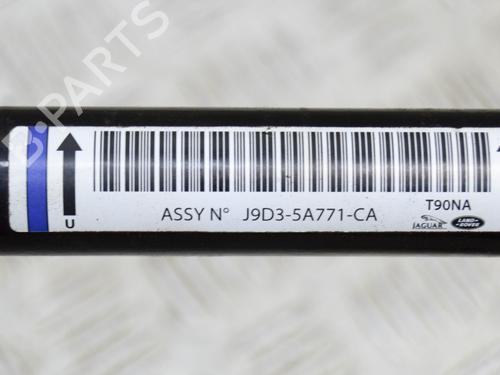 B-PARTS
U
ASSY N° J9D3-5A771-CA
T90NA
JAGUAR
LAND-
ROVER